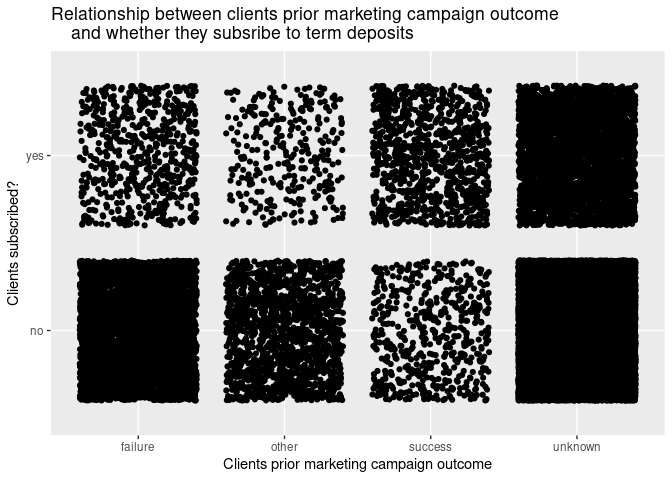 Relationship between clients prior marketing campaign outcome
and whether they subsribe to term deposits
Clients subscribed?
yes
no
failure other success unknown
Clients prior marketing campaign outcome